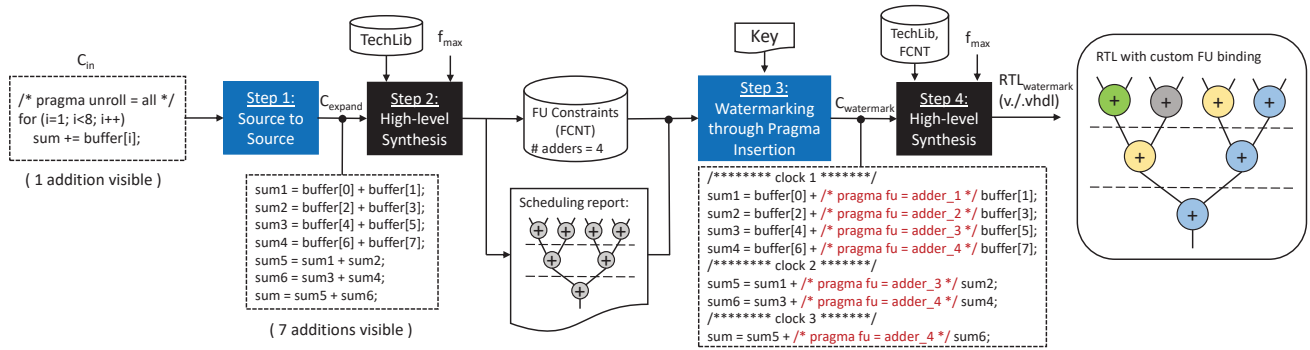 C_in
/* pragma unroll = all */
for (i=1; i<8; i++)
sum += buffer[i];
( 1 addition visible )
Step 1:
Source to
Source
C_expand
sum1 = buffer[0] + buffer[1];
sum2 = buffer[2] + buffer[3];
sum3 = buffer[4] + buffer[5];
sum4 = buffer[6] + buffer[7];
sum5 = sum1 + sum2;
sum6 = sum3 + sum4;
sum = sum5 + sum6;
( 7 additions visible )
TechLib
f_max
Step 2:
High-level
Synthesis
FU Constraints
(FCNT)
# adders = 4
Scheduling report:
+ + + +
+ +
+
Key
Step 3:
Watermarking
through Pragma
Insertion
C_watermark
/******** clock 1 *******/
sum1 = buffer[0] + /* pragma fu = adder_1 */ buffer[1];
sum2 = buffer[2] + /* pragma fu = adder_2 */ buffer[3];
sum3 = buffer[4] + /* pragma fu = adder_3 */ buffer[5];
sum4 = buffer[6] + /* pragma fu = adder_4 */ buffer[7];
/******** clock 2 *******/
sum5 = sum1 + /* pragma fu = adder_3 */ sum2;
sum6 = sum3 + /* pragma fu = adder_4 */ sum4;
/******** clock 3 *******/
sum = sum5 + /* pragma fu = adder_4 */ sum6;
TechLib,
FCNT
f_max
Step 4:
High-level
Synthesis
RTL_watermark
(v./.vhdl)
RTL with custom FU binding
+ + + +
+ +
+